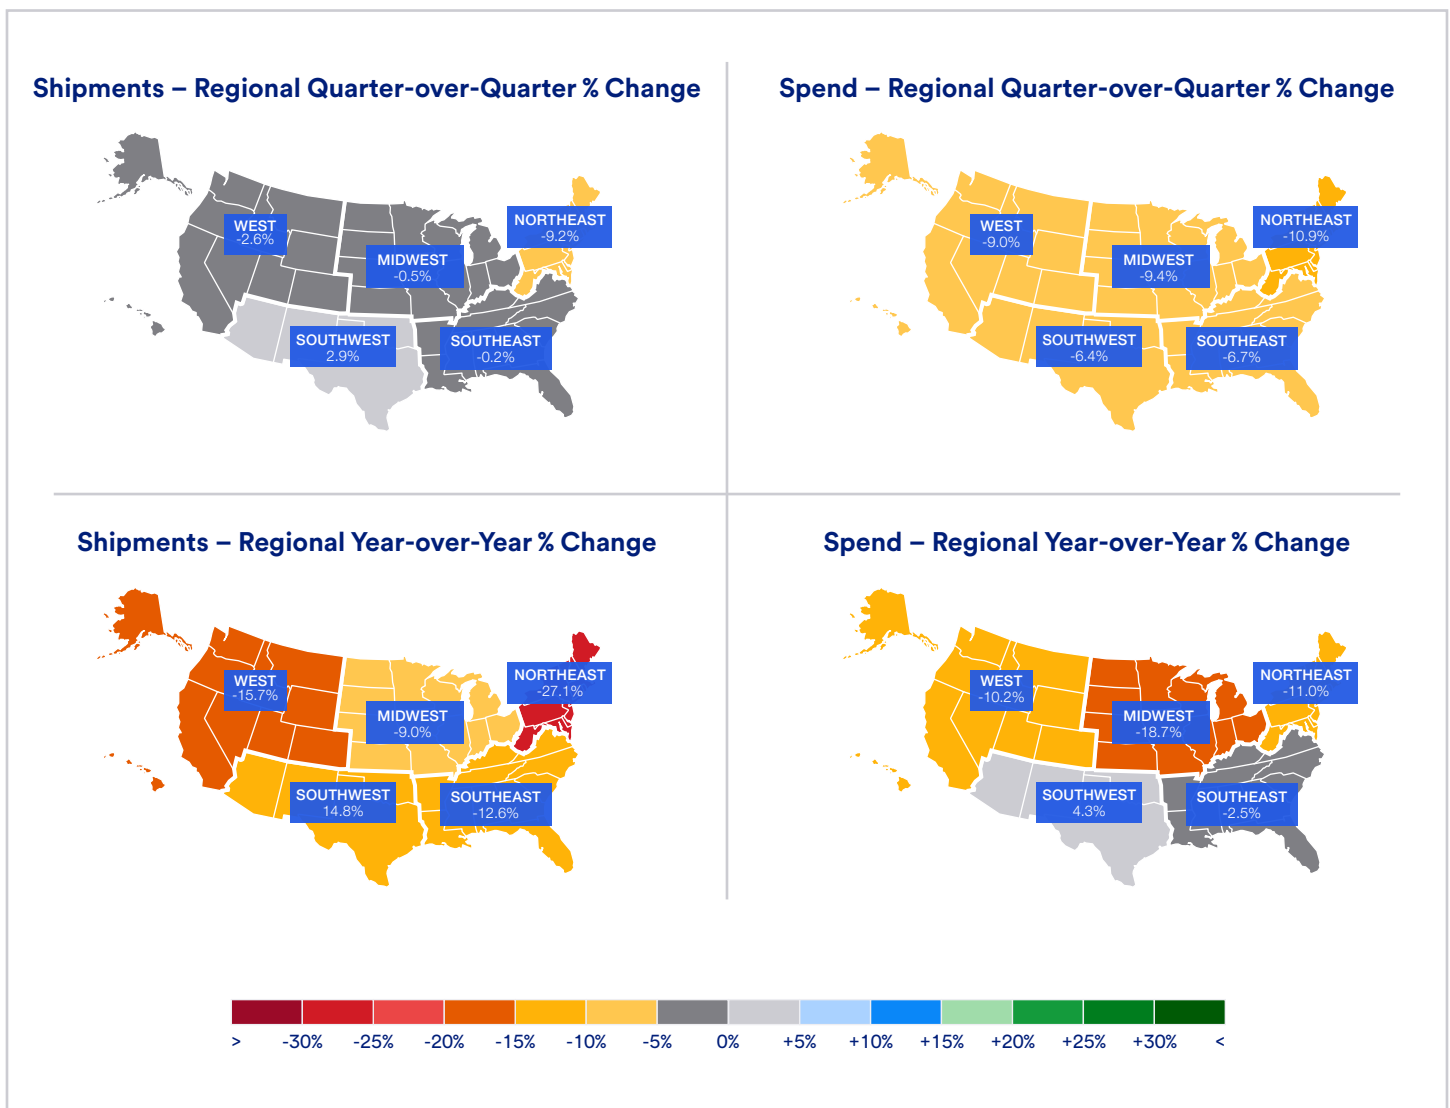 Shipments – Regional Quarter-over-Quarter % Change
WEST
-2.6%
MIDWEST
-0.5%
NORTHEAST
-9.2%
SOUTHWEST
2.9%
SOUTHEAST
-0.2%
Spend – Regional Quarter-over-Quarter % Change
WEST
-9.0%
MIDWEST
-9.4%
NORTHEAST
-10.9%
SOUTHWEST
-6.4%
SOUTHEAST
-6.7%
Shipments – Regional Year-over-Year % Change
WEST
-15.7%
MIDWEST
-9.0%
NORTHEAST
-27.1%
SOUTHWEST
14.8%
SOUTHEAST
-12.6%
Spend – Regional Year-over-Year % Change
WEST
-10.2%
MIDWEST
-18.7%
NORTHEAST
-11.0%
SOUTHWEST
4.3%
SOUTHEAST
-2.5%
> -30% -25% -20% -15% -10% -5% 0% +5% +10% +15% +20% +25% +30% <